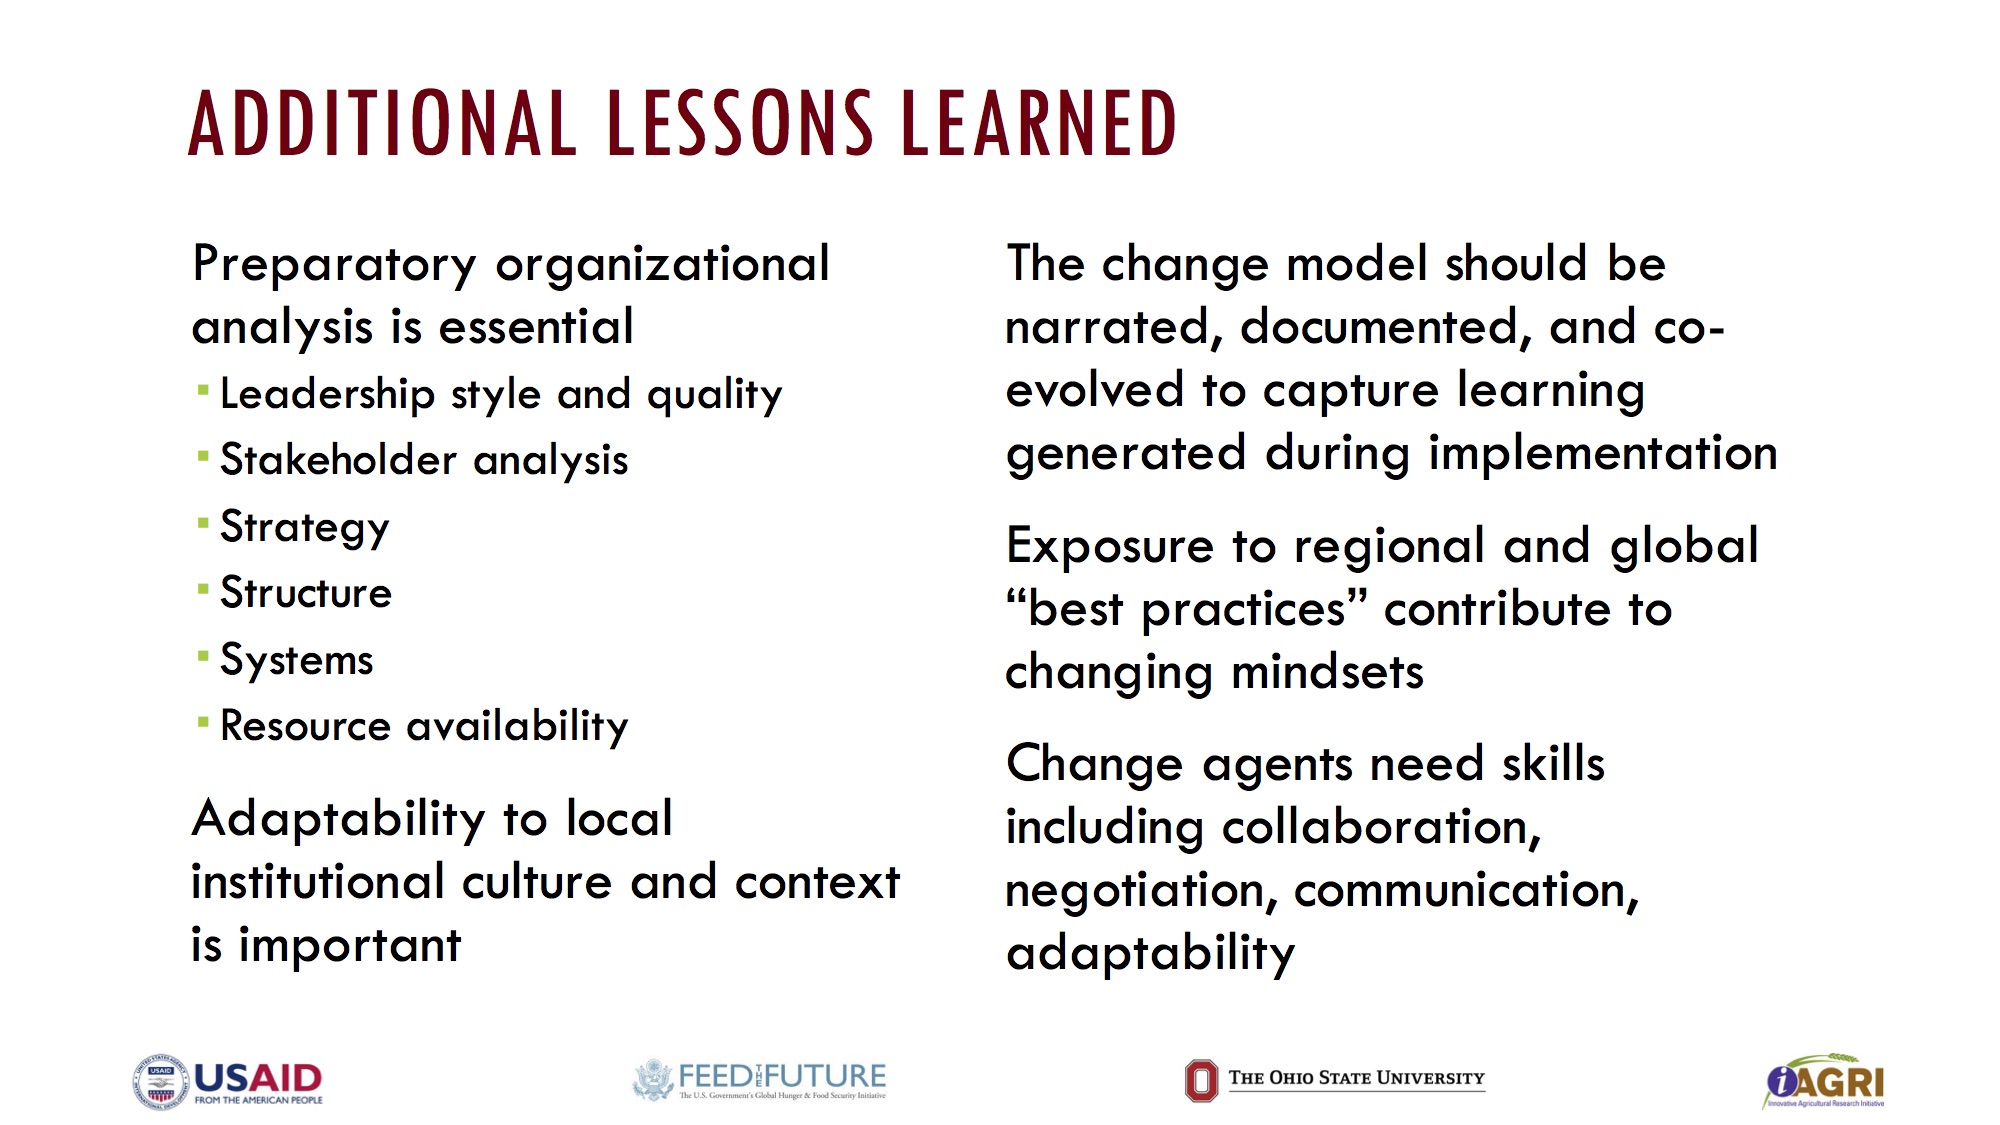 ADDITIONAL LESSONS LEARNED
Preparatory organizational
analysis is essential
Leadership style and quality
Stakeholder analysis
Strategy
Structure
Systems
Resource availability
Adaptability to local
institutional culture and context
is important
The change model should be
narrated, documented, and co-
evolved to capture learning
generated during implementation
Exposure to regional and global
“best practices” contribute to
changing mindsets
Change agents need skills
including collaboration,
negotiation, communication,
adaptability
USAID
USAID
FROM THE AMERICAN PEOPLE
FEED THE FUTURE
The U.S. Government's Global Hunger & Food Security Initiative
THE OHIO STATE UNIVERSITY
iAGRI
Innovative Agricultural Research Initiative